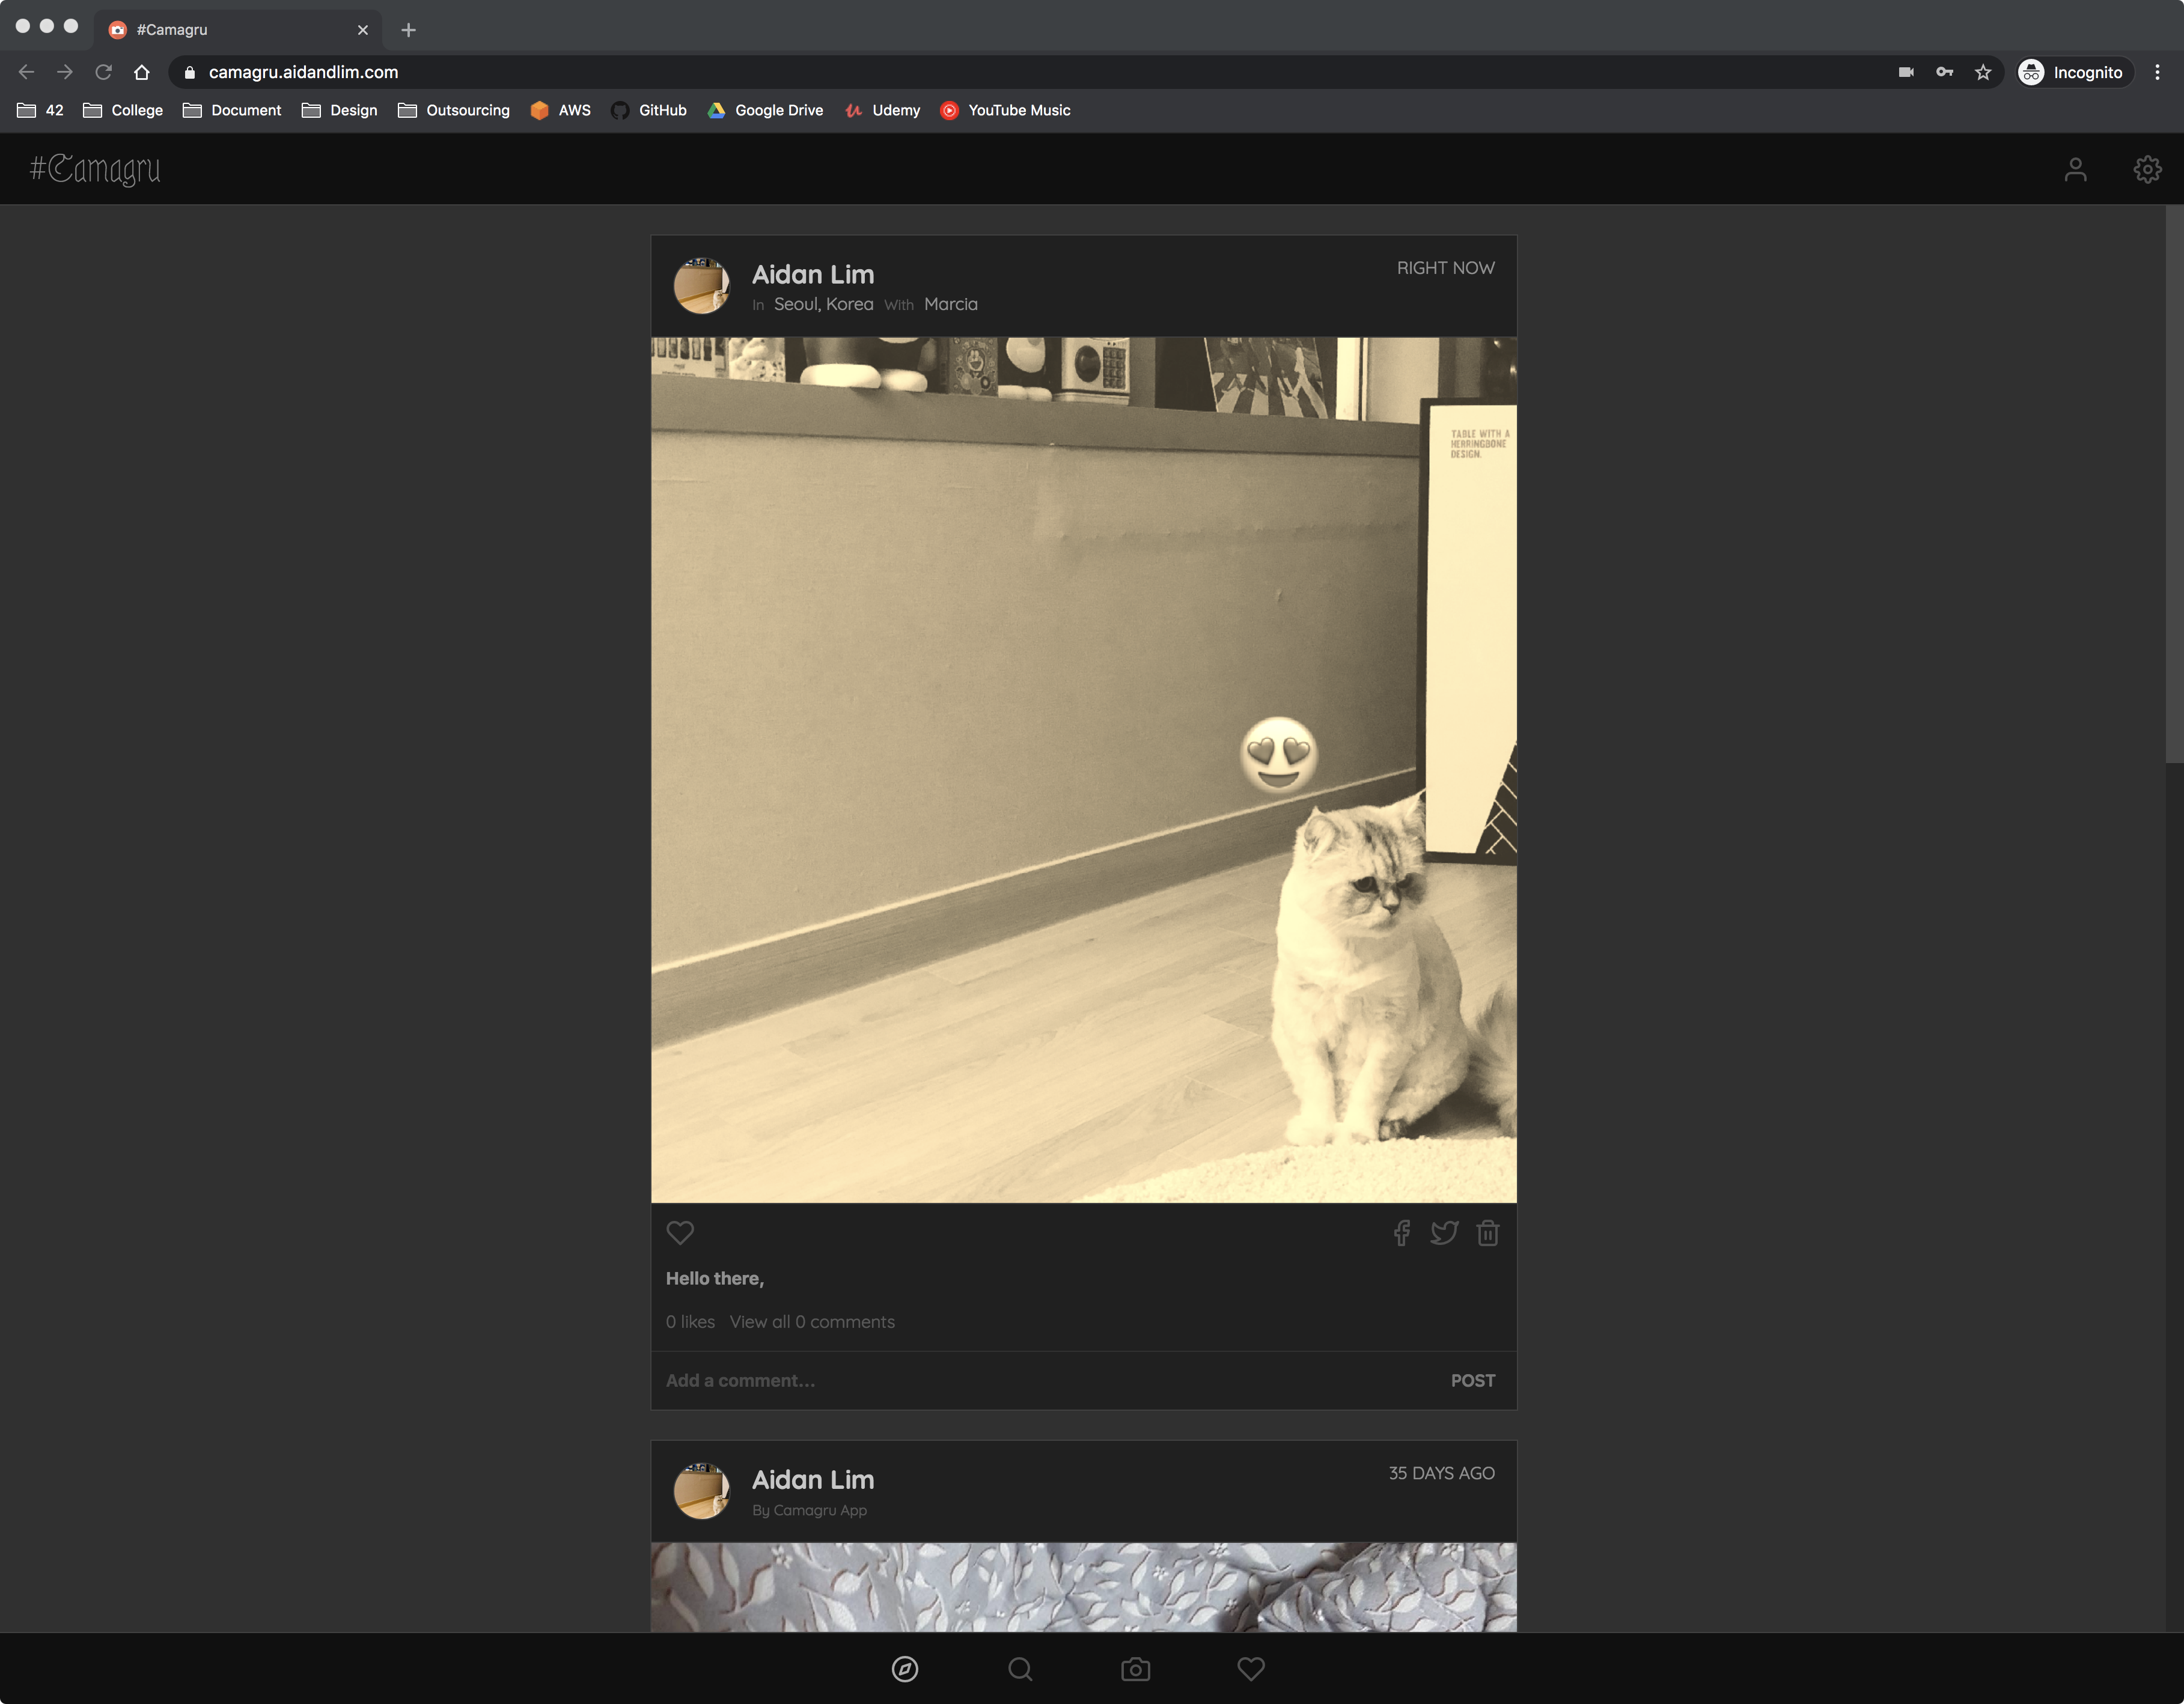 #Camagru
camagru.aidandlim.com
Incognito
42 College Document Design Outsourcing AWS GitHub Google Drive Udemy YouTube Music
#Camagru
Aidan Lim
RIGHT NOW
In Seoul, Korea With Marcia
TABLE WITH A
HERRINGBONE
DESIGN.
Hello there,
0 likes View all 0 comments
Add a comment...
POST
Aidan Lim
35 DAYS AGO
By Camagru App